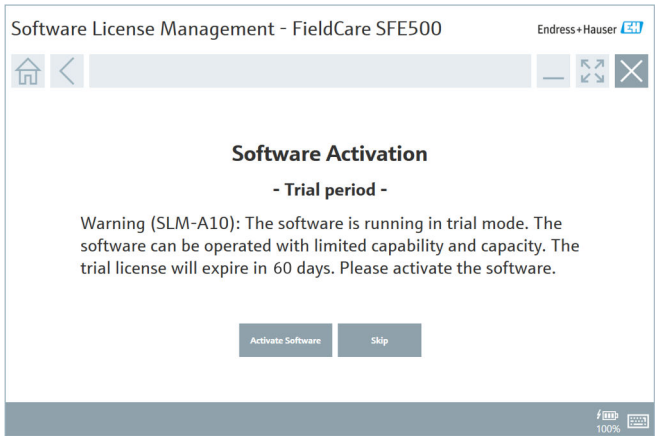 Software License Management - FieldCare SFE500
Endress+Hauser EH
Software Activation
- Trial period -
Warning (SLM-A10): The software is running in trial mode. The
software can be operated with limited capability and capacity. The
trial license will expire in 60 days. Please activate the software.
Activate Software
Skip
100%